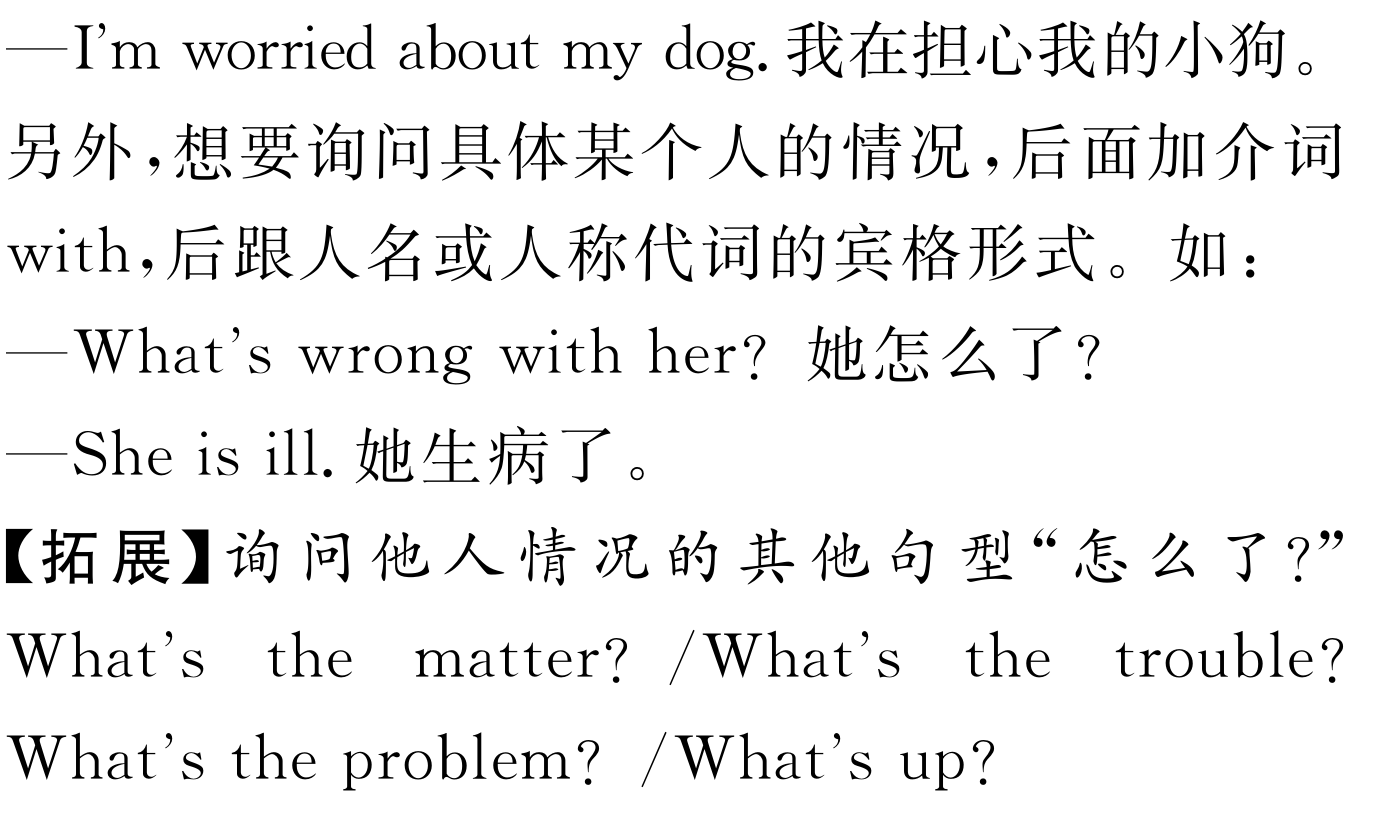 —I'm worried about my dog. 我在担心我的小狗。
另外,想要询问具体某个人的情况,后面加介词
with,后跟人名或人称代词的宾格形式。如:
—What's wrong with her? 她怎么了?
—She is ill. 她生病了。
【拓展】询问他人情况的其他句型“怎么了?”
What's the matter? /What's the trouble?
What's the problem? /What's up?